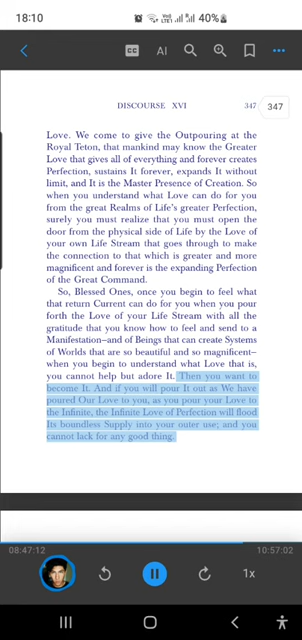 18:10
40%
CC
AI
DISCOURSE XVI
347
347
Love. We come to give the Outpouring at the
Royal Teton, that mankind may know the Greater
Love that gives all of everything and forever creates
Perfection, sustains It forever, expands It without
limit, and It is the Master Presence of Creation. So
when you understand what Love can do for you
from the great Realms of Life's greater Perfection,
surely you must realize that you must open the
door from the physical side of Life by the Love of
your own Life Stream that goes through to make
the connection to that which is greater and more
magnificent and forever is the expanding Perfection
of the Great Command.
So, Blessed Ones, once you begin to feel what
that return Current can do for you when you pour
forth the Love of your Life Stream with all the
gratitude that you know how to feel and send to a
Manifestation—and of Beings that can create Systems
of Worlds that are so beautiful and so magnificent—
when you begin to understand what Love that is,
you cannot help but adore It. Then you want to
become It. And if you will pour It out as We have
poured Our Love to you, as you pour your Love to
the Infinite, the Infinite Love of Perfection will flood
Its boundless Supply into your outer use; and you
cannot lack for any good thing.
08:47:12
10:57:02
1x